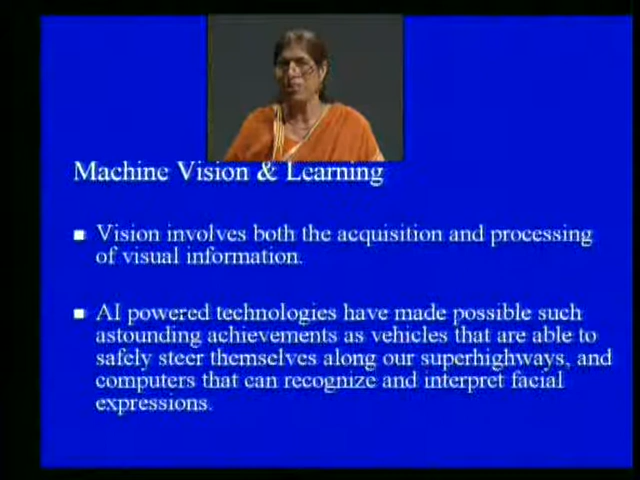 Machine Vision & Learning
Vision involves both the acquisition and processing
of visual information.
AI powered technologies have made possible such
astounding achievements as vehicles that are able to
safely steer themselves along our superhighways, and
computers that can recognize and interpret facial
expressions.